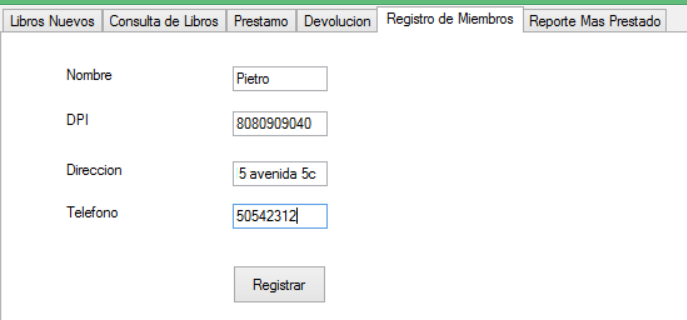 Libros Nuevos Consulta de Libros Prestamo Devolucion Registro de Miembros Reporte Mas Prestado
Nombre Pietro
DPI 8080909040
Direccion 5 avenida 5c
Telefono 50542312
Registrar